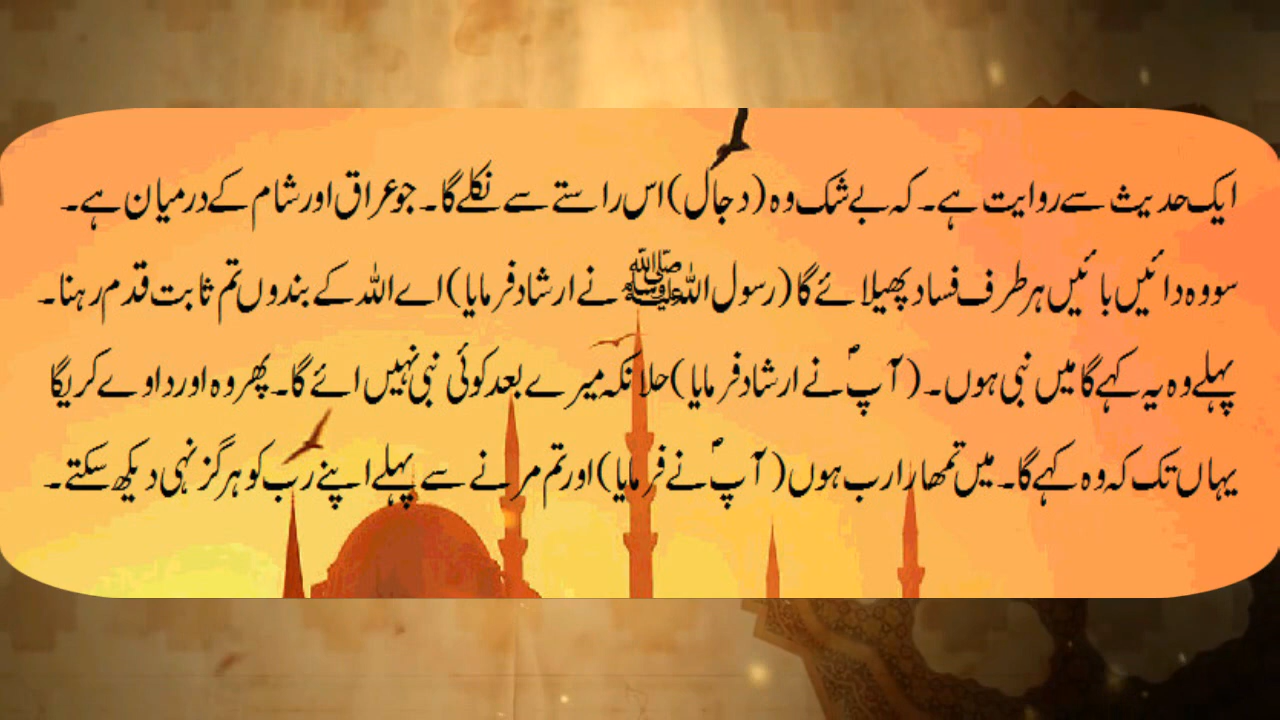 ایک حدیث سے روایت ہے۔ کہ بے شک وہ (دجال) اس راستے سے نکلے گا۔ جو عراق اور شام کے درمیان ہے۔
سو وہ دائیں بائیں ہر طرف فساد پھیلائے گا (رسول اللہ ﷺ نے ارشاد فرمایا) اے اللہ کے بندوں تم ثابت قدم رہنا۔
پہلے وہ یہ کہے گا میں نبی ہوں۔ (آپؐ نے ارشاد فرمایا) حلانکہ میرے بعد کوئی نبی نہیں ائے گا۔ پھر وہ اور داوے کریگا
یہاں تک کہ وہ کہے گا۔ میں تمھارا رب ہوں (آپؐ نے فرمایا) اور تم مرنے سے پہلے اپنے رب کو ہرگز نہی دیکھ سکتے۔